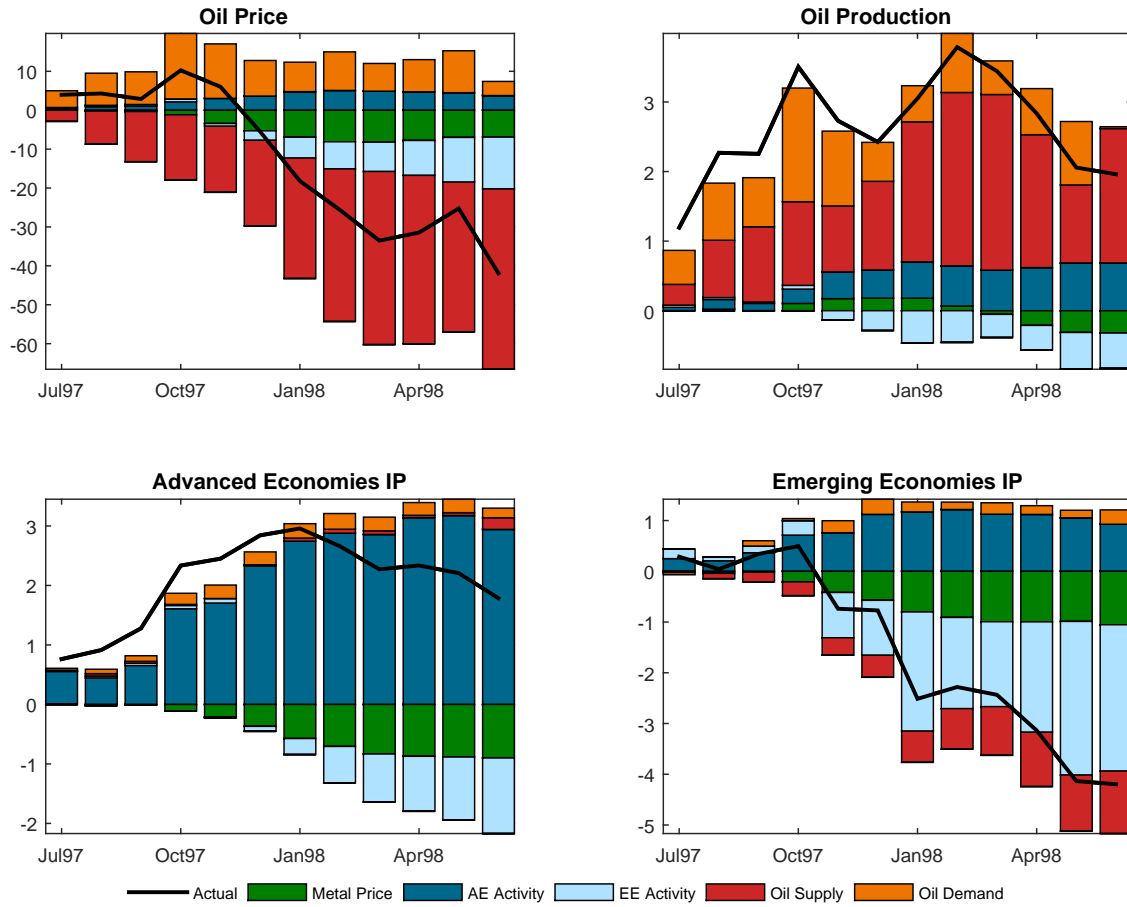 Oil Price
10
0
-10
-20
-30
-40
-50
-60
Jul97 Oct97 Jan98 Apr98
Oil Production
3
2
1
0
Jul97 Oct97 Jan98 Apr98
Advanced Economies IP
3
2
1
0
-1
-2
Jul97 Oct97 Jan98 Apr98
Emerging Economies IP
1
0
-1
-2
-3
-4
-5
Jul97 Oct97 Jan98 Apr98
Actual Metal Price AE Activity EE Activity Oil Supply Oil Demand